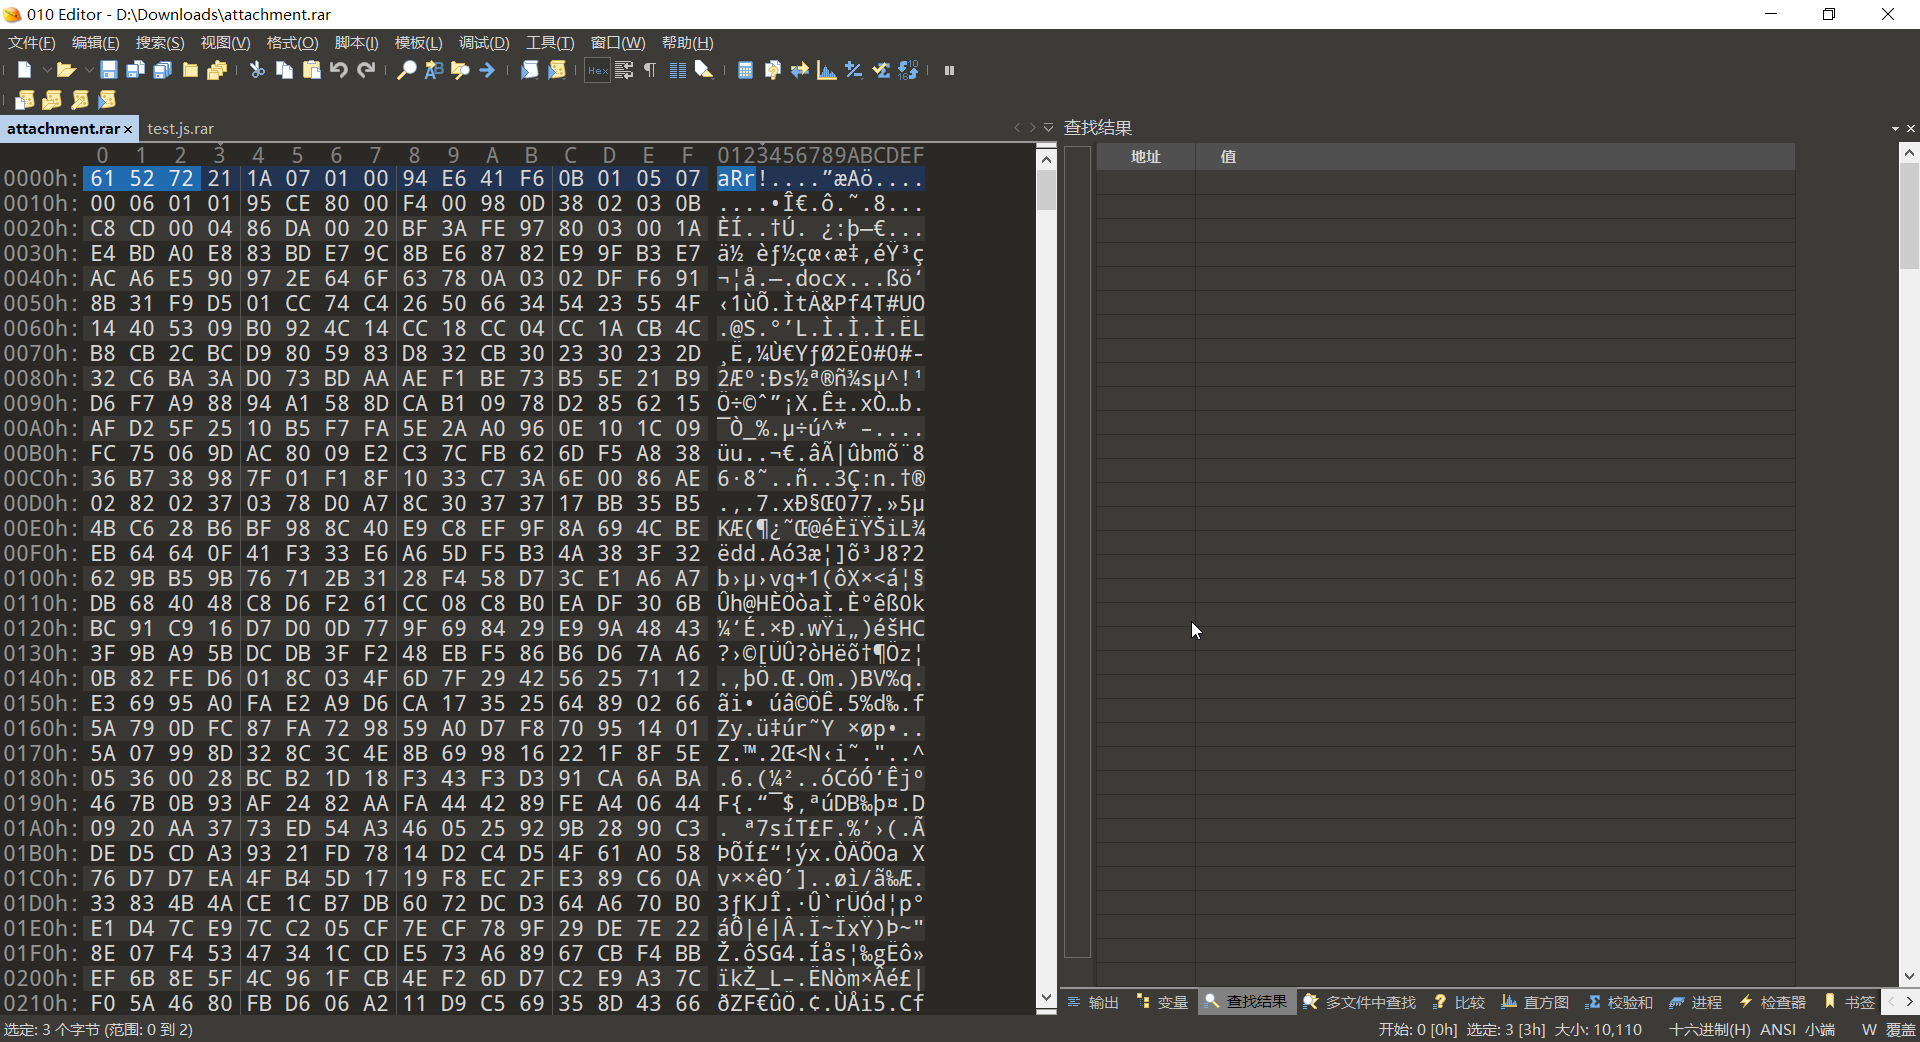 010 Editor - D:\Downloads\attachment.rar
文件(F) 编辑(E) 搜索(S) 视图(V) 格式(O) 脚本(I) 模板(L) 调试(D) 工具(T) 窗口(W) 帮助(H)
Hex
attachment.rar × test.js.rar
查找结果
地址 值
0 1 2 3 4 5 6 7 8 9 A B C D E F 0123456789ABCDEF
0000h: 61 52 72 21 1A 07 01 00 94 E6 41 F6 0B 01 05 07 aRr!....”æAö....
0010h: 00 06 01 01 95 CE 80 00 F4 00 98 0D 38 02 03 0B ....•Î€.ô.˜.8...
0020h: C8 CD 00 04 86 DA 00 20 BF 3A FE 97 80 03 00 1A ÈÍ..†Ú. ¿:þ—€...
0030h: E4 BD A0 E8 83 BD E7 9C 8B E6 87 82 E9 9F B3 E7 ä½ èƒ½çœ‹æ‡‚éŸ³ç
0040h: AC A6 E5 90 97 2E 64 6F 63 78 0A 03 02 DF F6 91 ¬¦å.—.docx...ßö‘
0050h: 8B 31 F9 D5 01 CC 74 C4 26 50 66 34 54 23 55 4F ‹1ùÕ.ÌtÄ&Pf4T#UO
0060h: 14 40 53 09 B0 92 4C 14 CC 18 CC 04 CC 1A CB 4C .@S.°’L.Ì.Ì.Ì.ËL
0070h: B8 CB 2C BC D9 80 59 83 D8 32 CB 30 23 30 23 2D ¸Ë,¼Ù€YƒØ2Ë0#0#-
0080h: 32 C6 BA 3A D0 73 BD AA AE F1 BE 73 B5 5E 21 B9 2Æº:Ðs½ª®ñ¾sµ^!¹
0090h: D6 F7 A9 88 94 A1 58 8D CA B1 09 78 D2 85 62 15 Ö÷©ˆ”¡X.Ê±.xÒ…b.
00A0h: AF D2 5F 25 10 B5 F7 FA 5E 2A A0 96 0E 10 1C 09 ¯Ò_%.µ÷ú^* –....
00B0h: FC 75 06 9D AC 80 09 E2 C3 7C FB 62 6D F5 A8 38 üu..¬€.âÃ|ûbmõ¨8
00C0h: 36 B7 38 98 7F 01 F1 8F 10 33 C7 3A 6E 00 86 AE 6·8˜..ñ..3Ç:n.†®
00D0h: 02 82 02 37 03 78 D0 A7 8C 30 37 37 17 BB 35 B5 .‚.7.xÐ§Œ077.»5µ
00E0h: 4B C6 28 B6 BF 98 8C 40 E9 C8 EF 9F 8A 69 4C BE KÆ(¶¿˜Œ@éÈïŸŠiL¾
00F0h: EB 64 64 0F 41 F3 33 E6 A6 5D F5 B3 4A 38 3F 32 ëdd.Aó3æ¦]õ³J8?2
0100h: 62 9B B5 9B 76 71 2B 31 28 F4 58 D7 3C E1 A6 A7 b›µ›vq+1(ôX×<á¦§
0110h: DB 68 40 48 C8 D6 F2 61 CC 08 C8 B0 EA DF 30 6B Ûh@HÈÖòaÌ.È°êß0k
0120h: BC 91 C9 16 D7 D0 0D 77 9F 69 84 29 E9 9A 48 43 ¼‘É.×Ð.wŸi„)éšHC
0130h: 3F 9B A9 5B DC DB 3F F2 48 EB F5 86 B6 D6 7A A6 ?›©[ÜÛ?òHëõ†¶Öz¦
0140h: 0B 82 FE D6 01 8C 03 4F 6D 7F 29 42 56 25 71 12 .‚þÖ.Œ.Om.)BV%q.
0150h: E3 69 95 A0 FA E2 A9 D6 CA 17 35 25 64 89 02 66 ãi• úâ©ÖÊ.5%d‰.f
0160h: 5A 79 0D FC 87 FA 72 98 59 A0 D7 F8 70 95 14 01 Zy.ü‡úr˜Y ×øp•..
0170h: 5A 07 99 8D 32 8C 3C 4E 8B 69 98 16 22 1F 8F 5E Z.™.2Œ<N‹i˜."..^
0180h: 05 36 00 28 BC B2 1D 18 F3 43 F3 D3 91 CA 6A BA .6.(¼²..óCóÓ‘Êjº
0190h: 46 7B 0B 93 AF 24 82 AA FA 44 42 89 FE A4 06 44 F{.“¯$‚ªúDB‰þ¤.D
01A0h: 09 20 AA 37 73 ED 54 A3 46 05 25 92 9B 28 90 C3 . ª7síT£F.%’›(.Ã
01B0h: DE D5 CD A3 93 21 FD 78 14 D2 C4 D5 4F 61 A0 58 ÞÕÍ£“!ýx.ÒÄÕOa X
01C0h: 76 D7 D7 EA 4F B4 5D 17 19 F8 EC 2F E3 89 C6 0A v××êO´]..øì/ã‰Æ.
01D0h: 33 83 4B 4A CE 1C B7 DB 60 72 DC D3 64 A6 70 B0 3ƒKJÎ.·Û`rÜÓd¦p°
01E0h: E1 D4 7C E9 7C C2 05 CF 7E CF 78 9F 29 DE 7E 22 áÔ|é|Â.Ï~ÏxŸ)Þ~"
01F0h: 8E 07 F4 53 47 34 1C CD E5 73 A6 89 67 CB F4 BB Ž.ôSG4.Íås¦‰gËô»
0200h: EF 6B 8E 5F 4C 96 1F CB 4E F2 6D D7 C2 E9 A3 7C ïkŽ_L–.ËNòm×Âé£|
0210h: F0 5A 46 80 FB D6 06 A2 11 D9 C5 69 35 8D 43 66 ðZF€ûÖ.¢.ÙÅi5.Cf
输出 变量 查找结果 多文件中查找 比较 直方图 校验和 进程 检查器 书签
选定: 3 个字节 (范围: 0 到 2) 开始: 0 [0h] 选定: 3 [3h] 大小: 10,110 十六进制(H) ANSI 小端 W 覆盖